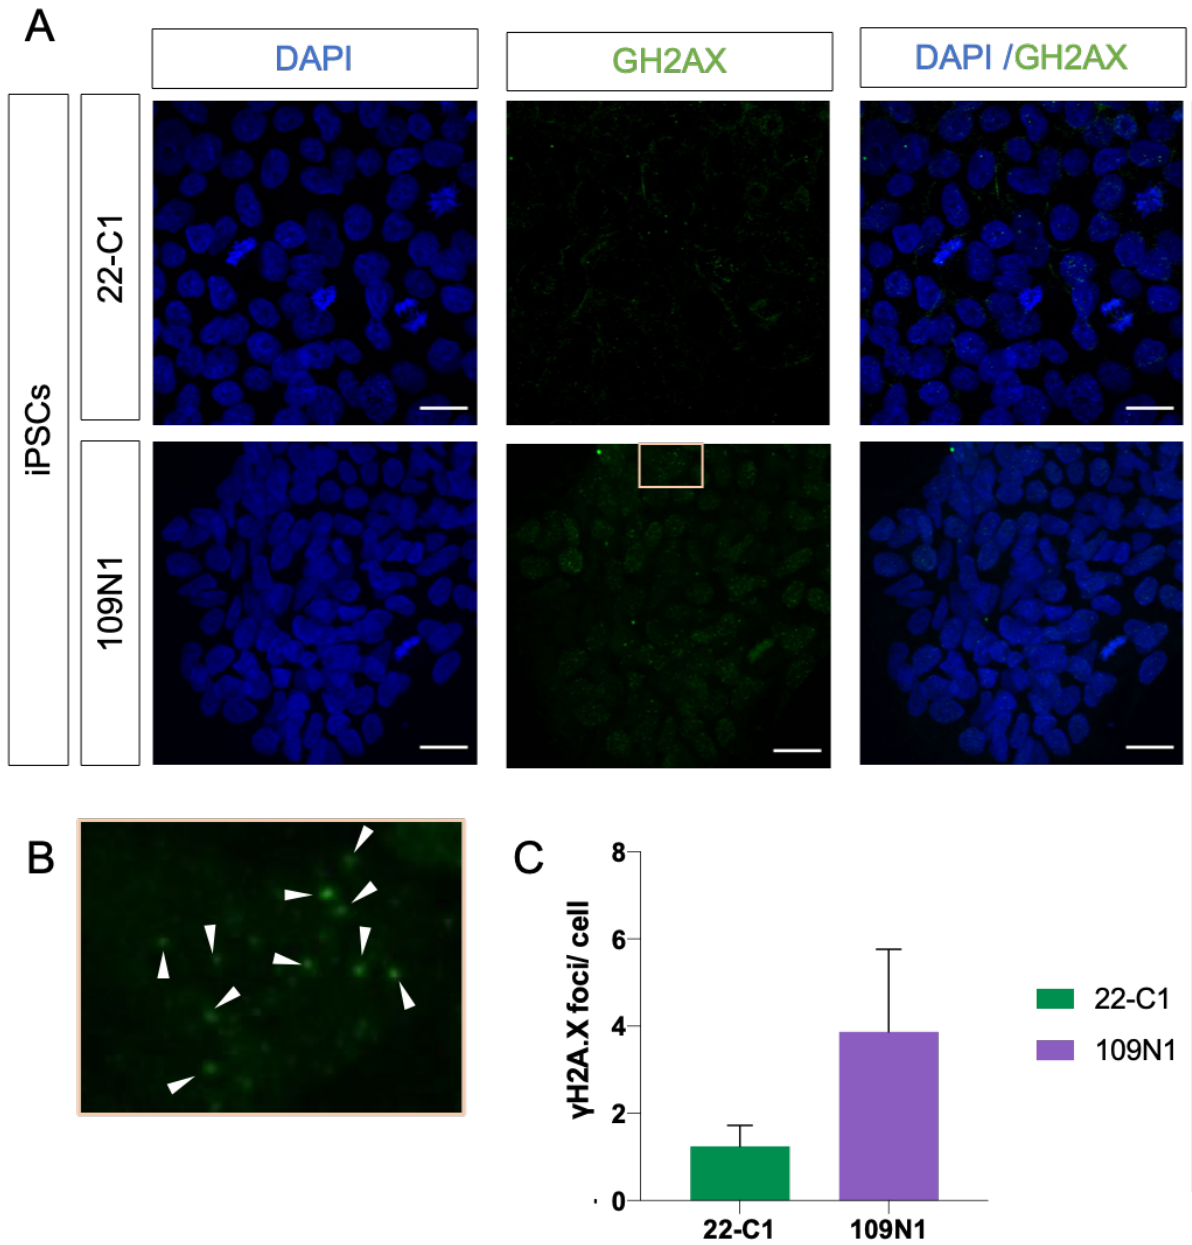 A
DAPI
GH2AX
DAPI /GH2AX
iPSCs
22-C1
109N1
B
C
γH2A.X foci/ cell
8
6
4
2
0
22-C1
109N1
22-C1
109N1